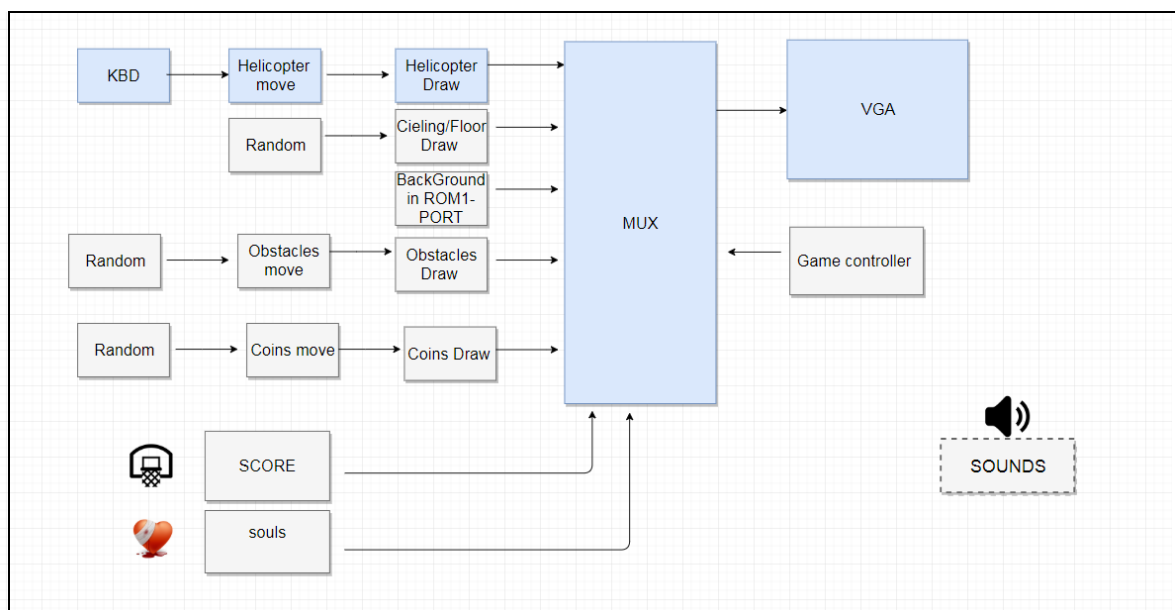 KBD
Helicopter
move
Helicopter
Draw
MUX
VGA
Random
Cieling/Floor
Draw
BackGround
in ROM1-
PORT
Random
Obstacles
move
Obstacles
Draw
Game controller
Random
Coins move
Coins Draw
SCORE
SOUNDS
souls